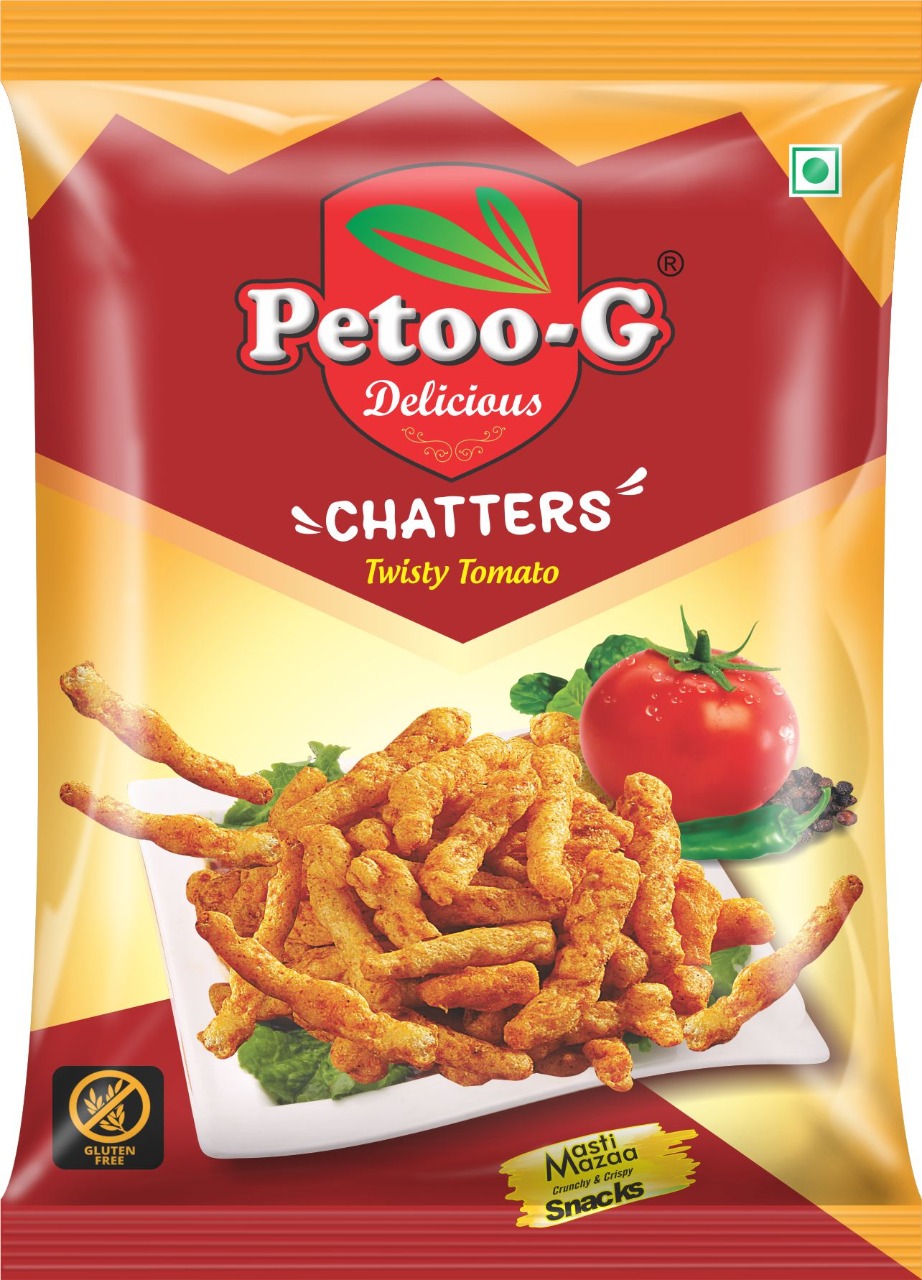 Petoo-G ®
Delicious
CHATTERS
Twisty Tomato
GLUTEN
FREE
Masti
Mazaa
Crunchy & Crispy
Snacks